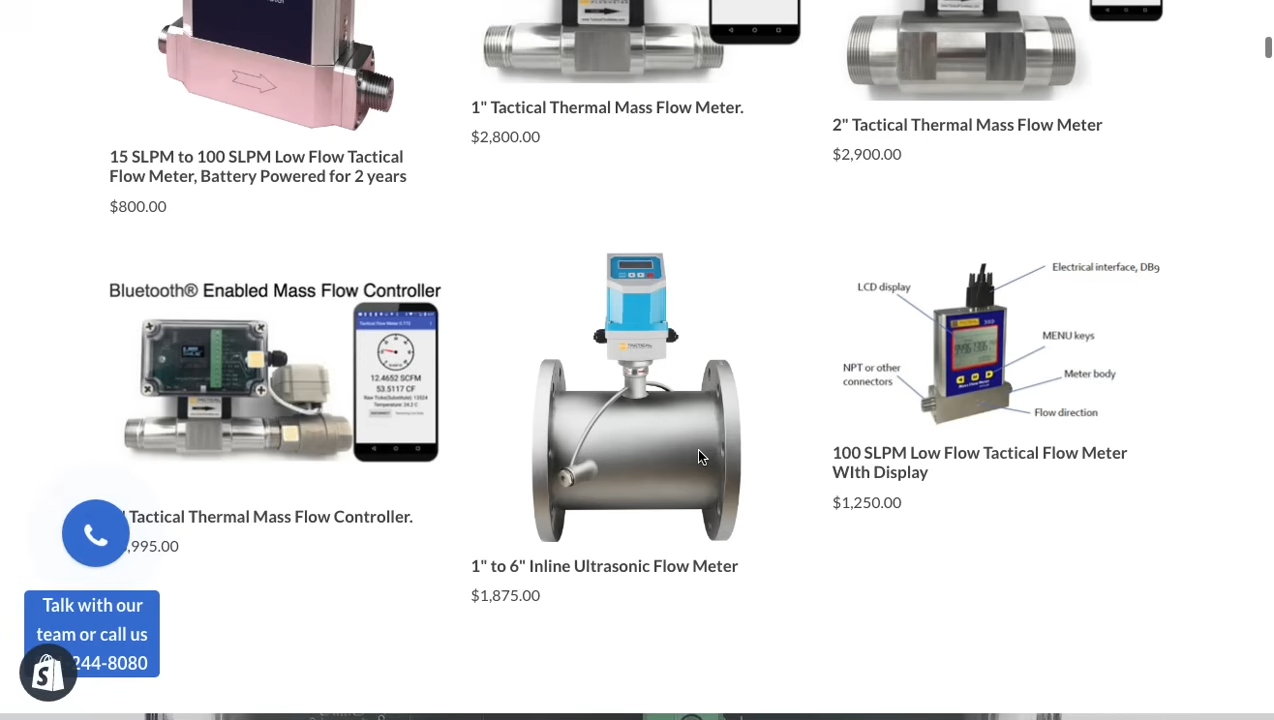 1" Tactical Thermal Mass Flow Meter.
$2,800.00
2" Tactical Thermal Mass Flow Meter
$2,900.00
15 SLPM to 100 SLPM Low Flow Tactical
Flow Meter, Battery Powered for 2 years
$800.00
Bluetooth® Enabled Mass Flow Controller
12.4652 SCFM
53.5117 CF
Tactical Thermal Mass Flow Controller.
,995.00
TACTICAL
1" to 6" Inline Ultrasonic Flow Meter
$1,875.00
Electrical interface, DB9
LCD display
MENU keys
NPT or other
connectors
Meter body
Flow direction
100 SLPM Low Flow Tactical Flow Meter
WIth Display
$1,250.00
Talk with our
team or call us
244-8080